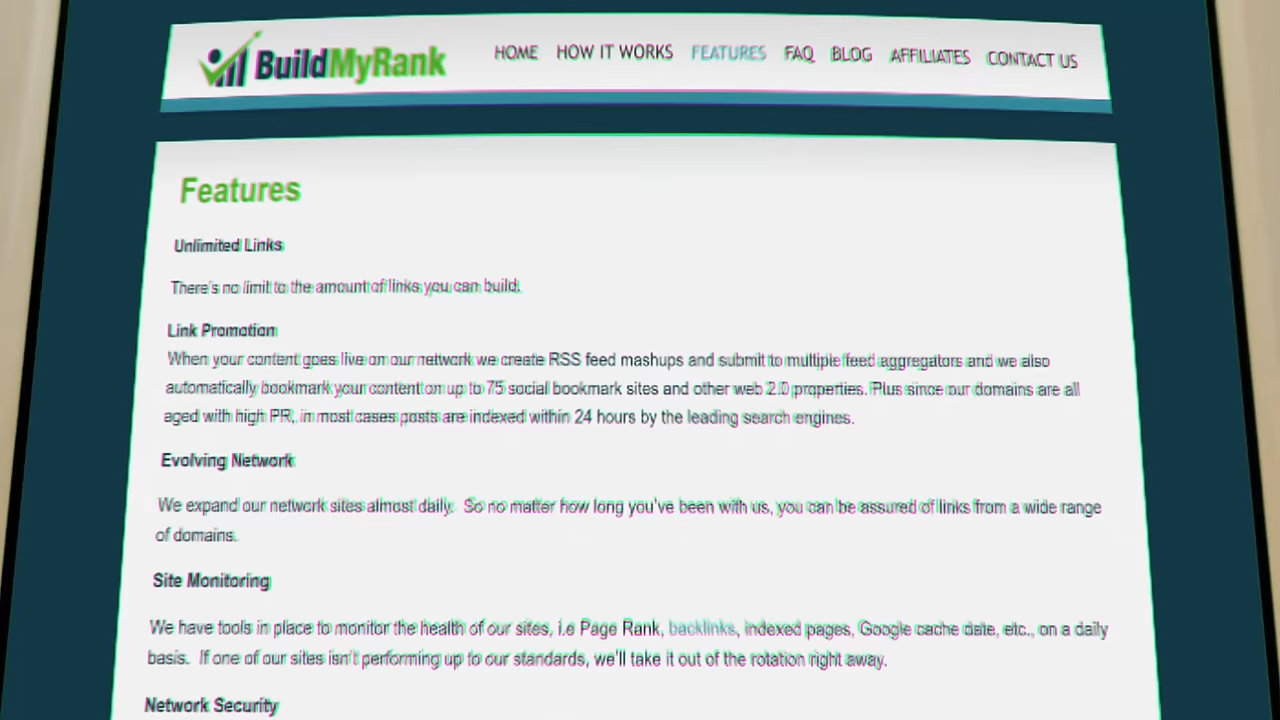 BuildMyRank
HOME HOW IT WORKS FEATURES FAQ BLOG AFFILIATES CONTACT US
Features
Unlimited Links
There's no limit to the amount of links you can build.
Link Promotion
When your content goes live on our network we create RSS feed mashups and submit to multiple feed aggregators and we also
automatically bookmark your content on up to 75 social bookmark sites and other web 2.0 properties. Plus since our domains are all
aged with high PR, in most cases posts are indexed within 24 hours by the leading search engines.
Evolving Network
We expand our network sites almost daily. So no matter how long you've been with us, you can be assured of links from a wide range
of domains.
Site Monitoring
We have tools in place to monitor the health of our sites, i.e Page Rank, backlinks, indexed pages, Google cache date, etc., on a daily
basis. If one of our sites isn't performing up to our standards, we'll take it out of the rotation right away.
Network Security